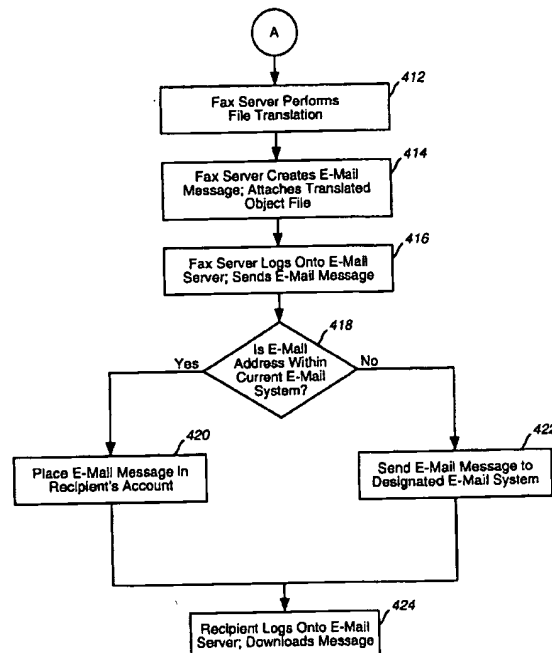 A
412
Fax Server Performs
File Translation
414
Fax Server Creates E-Mail
Message; Attaches Translated
Object File
416
Fax Server Logs Onto E-Mail
Server; Sends E-Mail Message
418
Is E-Mail
Address Within
Current E-Mail
System?
Yes
No
420
Place E-Mail Message in
Recipient's Account
422
Send E-Mail Message to
Designated E-Mail System
424
Recipient Logs Onto E-Mail
Server; Downloads Message